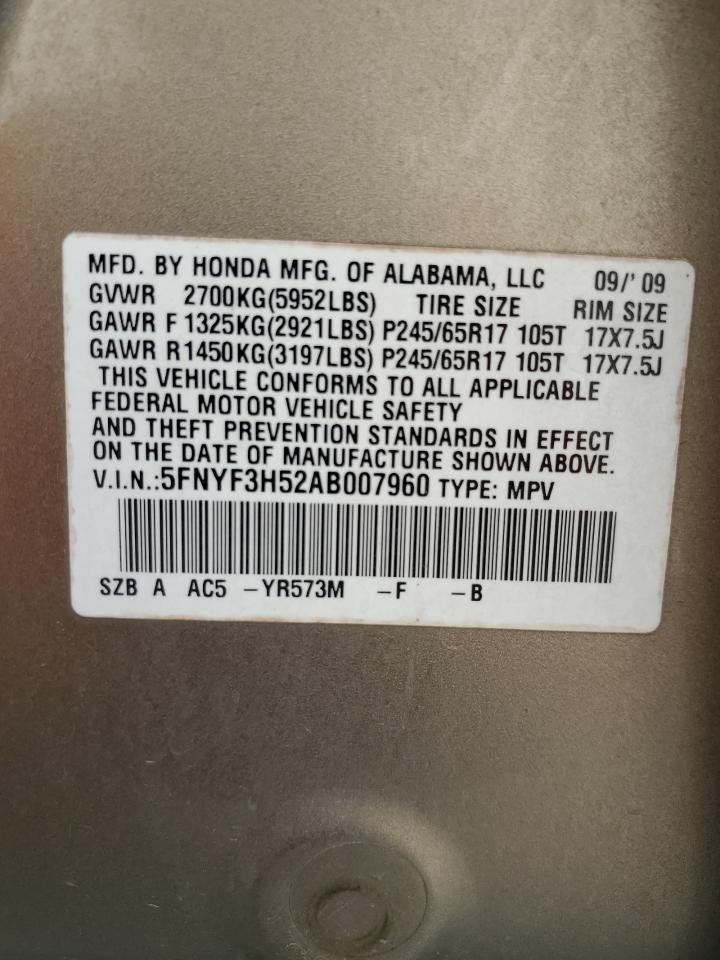 MFD. BY HONDA MFG. OF ALABAMA, LLC 09/'09
GVWR 2700KG(5952LBS) TIRE SIZE RIM SIZE
GAWR F 1325KG(2921LBS) P245/65R17 105T 17X7.5J
GAWR R 1450KG(3197LBS) P245/65R17 105T 17X7.5J
THIS VEHICLE CONFORMS TO ALL APPLICABLE
FEDERAL MOTOR VEHICLE SAFETY
AND THEFT PREVENTION STANDARDS IN EFFECT
ON THE DATE OF MANUFACTURE SHOWN ABOVE.
V.I.N.:5FNYF3H52AB007960 TYPE: MPV
SZB A AC5 -YR573M -F -B